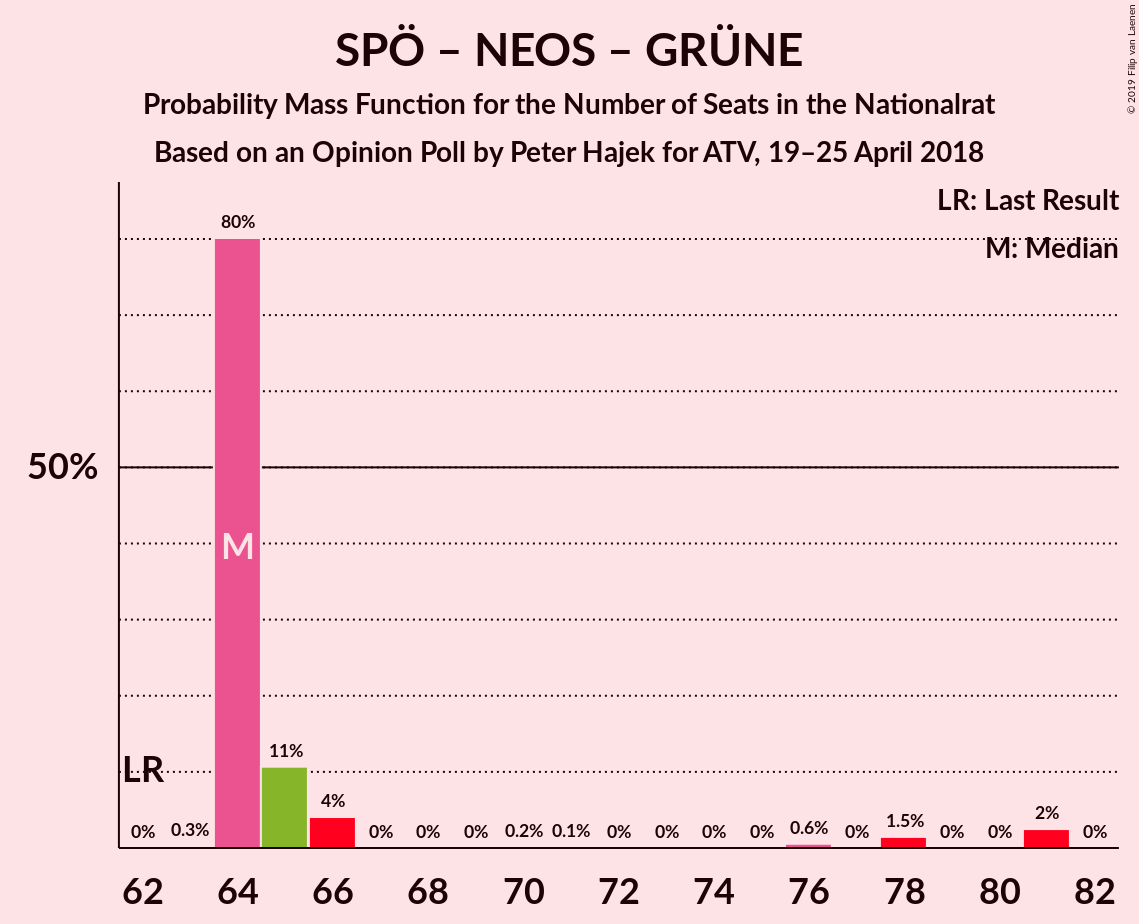 SPÖ – NEOS – GRÜNE
Probability Mass Function for the Number of Seats in the Nationalrat
Based on an Opinion Poll by Peter Hajek for ATV, 19–25 April 2018
© 2019 Filip van Laenen
LR: Last Result
M: Median
50%
80%
M
LR
11%
4%
0% 0.3% 0% 0% 0% 0.2% 0.1% 0% 0% 0% 0% 0.6% 0% 1.5% 0% 0% 2% 0%
62 64 66 68 70 72 74 76 78 80 82